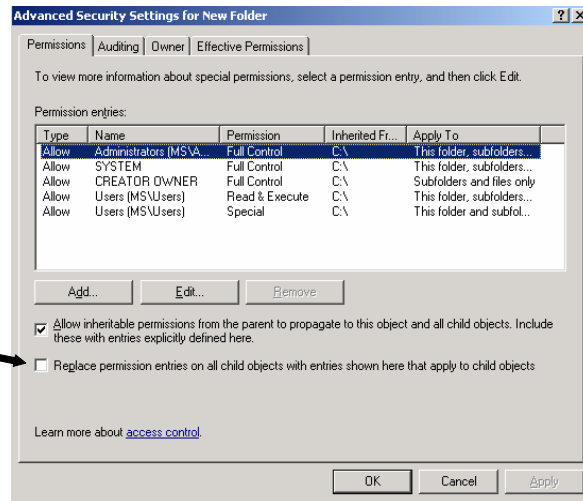 Advanced Security Settings for New Folder
Permissions Auditing Owner Effective Permissions
To view more information about special permissions, select a permission entry, and then click Edit.
Permission entries:
Type Name Permission Inherited Fr... Apply To
Allow Administrators (MS\A... Full Control C:\ This folder, subfolders...
Allow SYSTEM Full Control C:\ This folder, subfolders...
Allow CREATOR OWNER Full Control C:\ Subfolders and files only
Allow Users (MS\Users) Read & Execute C:\ This folder, subfolders...
Allow Users (MS\Users) Special C:\ This folder and subfol...
Add... Edit... Remove
Allow inheritable permissions from the parent to propagate to this object and all child objects. Include
these with entries explicitly defined here.
Replace permission entries on all child objects with entries shown here that apply to child objects
Learn more about access control.
OK Cancel Apply